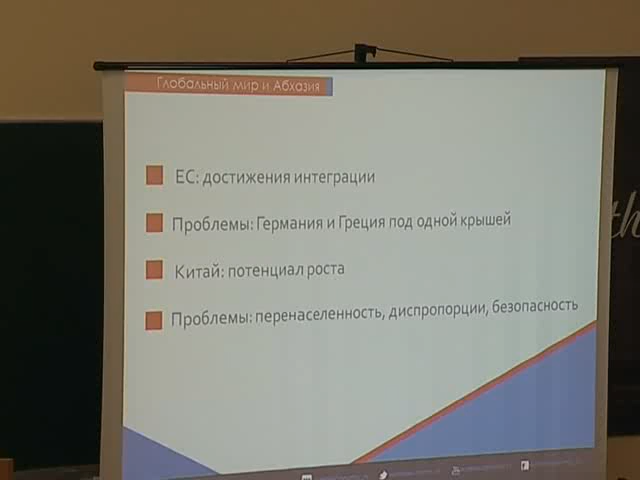 Глобальный мир и Абхазия
ЕС: достижения интеграции
Проблемы: Германия и Греция под одной крышей
Китай: потенциал роста
Проблемы: перенаселенность, диспропорции, безопасность
th